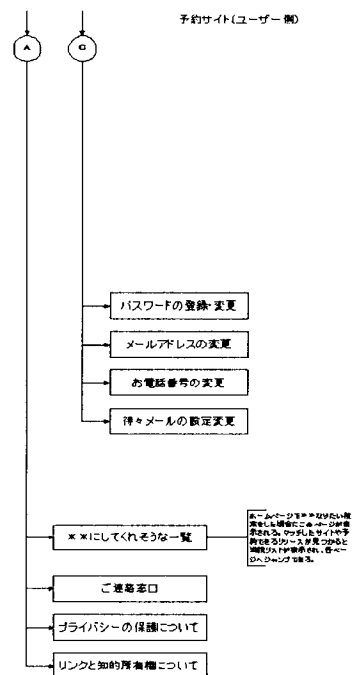 予約サイト(ユーザー側)
A
C
パスワードの登録・変更
メールアドレスの変更
お電話番号の変更
得々メールの設定変更
**にしてくれそうな一覧
ご連絡窓口
プライバシーの保護について
リンクと知的所有権について